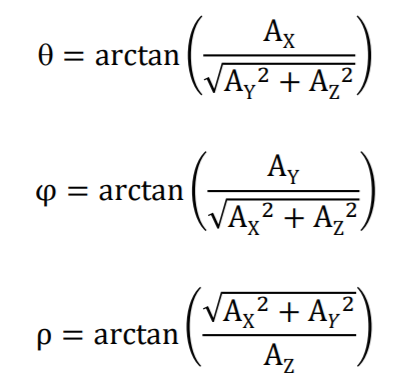 θ = arctan(A_X / √(A_Y² + A_Z²))
φ = arctan(A_Y / √(A_X² + A_Z²))
ρ = arctan(√(A_X² + A_Y²) / A_Z)